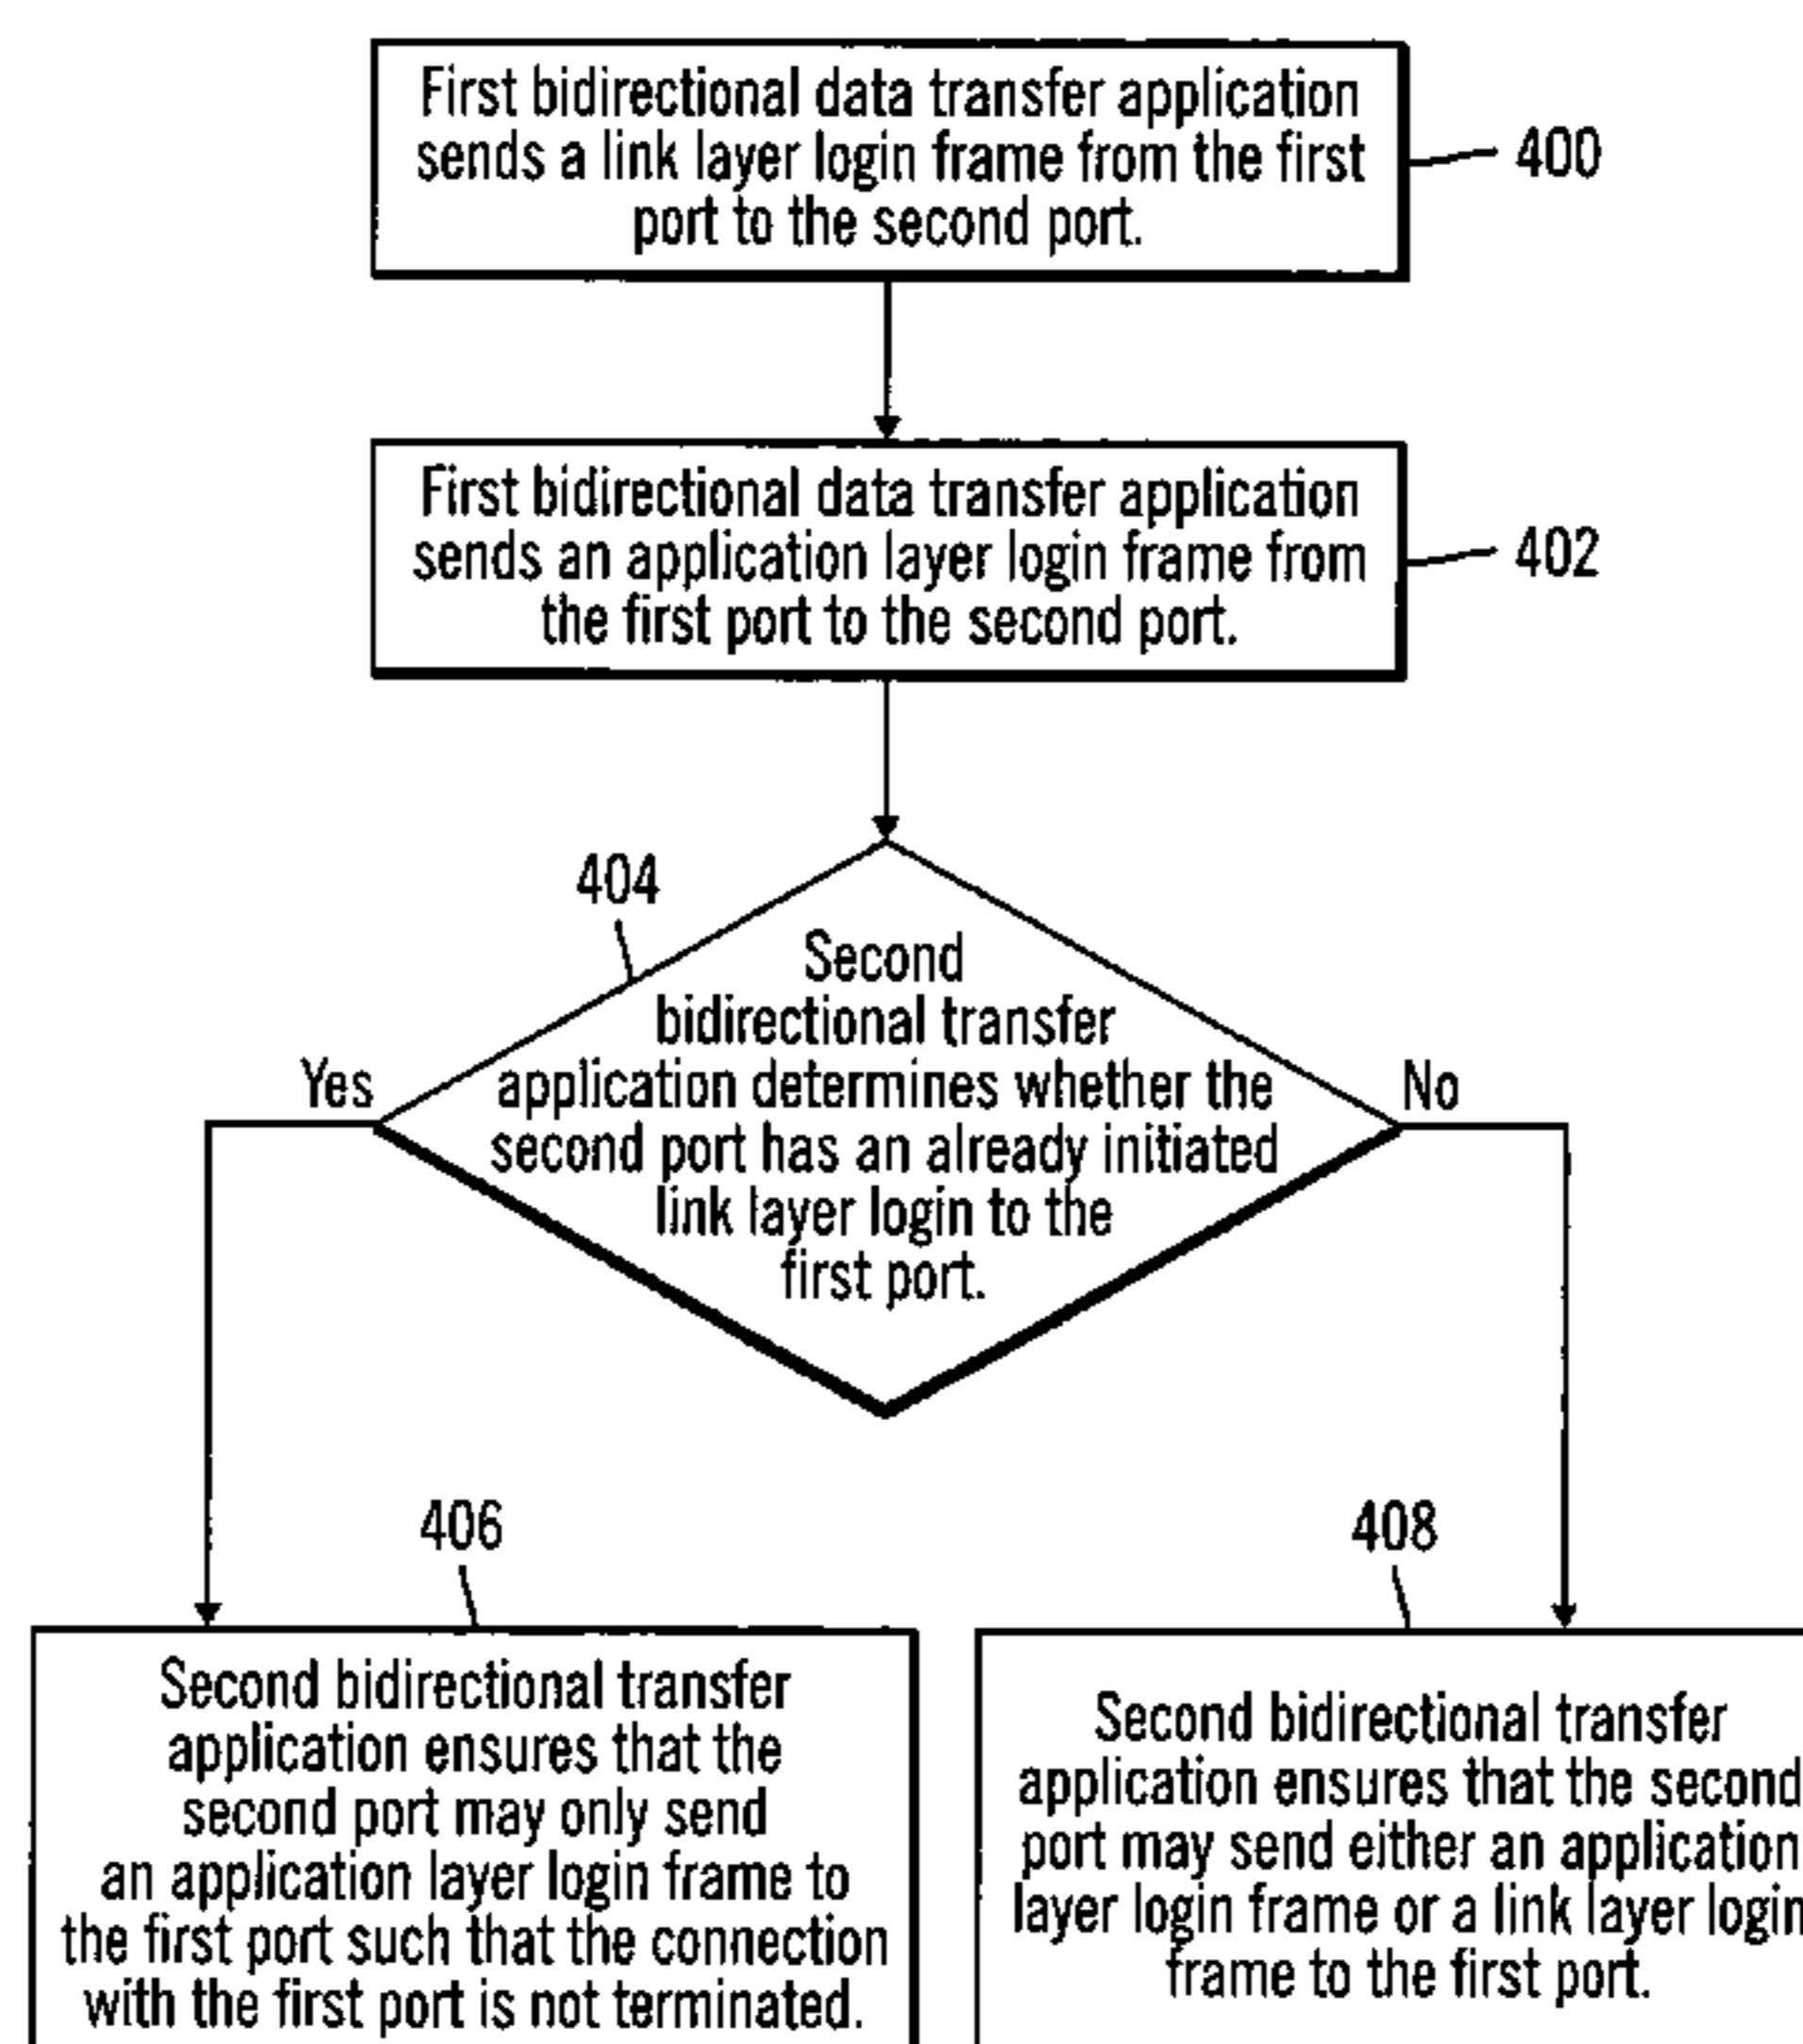 First bidirectional data transfer application
sends a link layer login frame from the first
port to the second port.
400
First bidirectional data transfer application
sends an application layer login frame from
the first port to the second port.
402
404
Second
bidirectional transfer
application determines whether the
second port has an already initiated
link layer login to the
first port.
Yes
No
406
Second bidirectional transfer
application ensures that the
second port may only send
an application layer login frame to
the first port such that the connection
with the first port is not terminated.
408
Second bidirectional transfer
application ensures that the second
port may send either an application
layer login frame or a link layer login
frame to the first port.